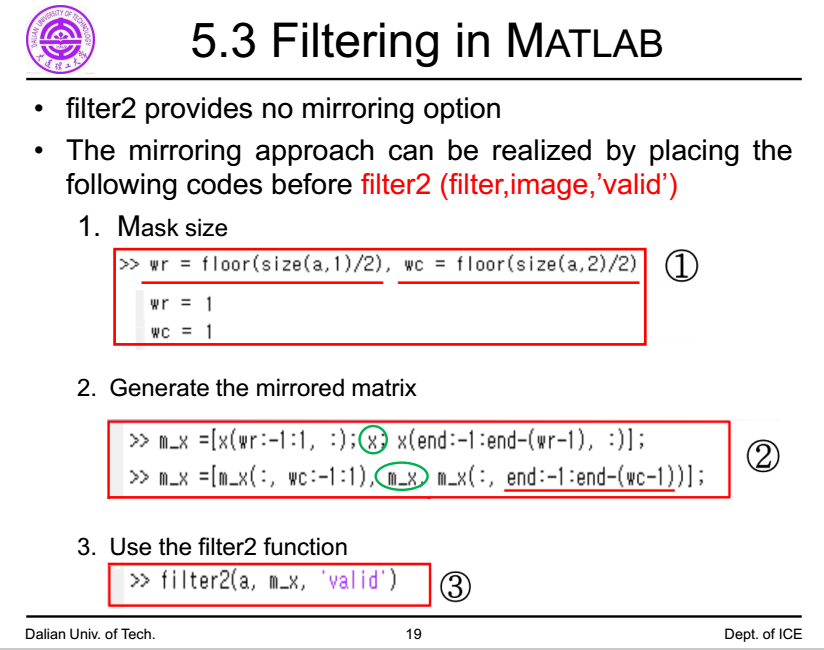 5.3 Filtering in MATLAB
• filter2 provides no mirroring option
• The mirroring approach can be realized by placing the
following codes before filter2 (filter,image,’valid’)
1. Mask size
>> wr = floor(size(a,1)/2), wc = floor(size(a,2)/2)
①
wr = 1
wc = 1
2. Generate the mirrored matrix
>> m_x =[x(wr:-1:1, :); x; x(end:-1:end-(wr-1), :)];
>> m_x =[m_x(:, wc:-1:1), m_x, m_x(:, end:-1:end-(wc-1))];
②
3. Use the filter2 function
>> filter2(a, m_x, 'valid')
③
Dalian Univ. of Tech.
19
Dept. of ICE